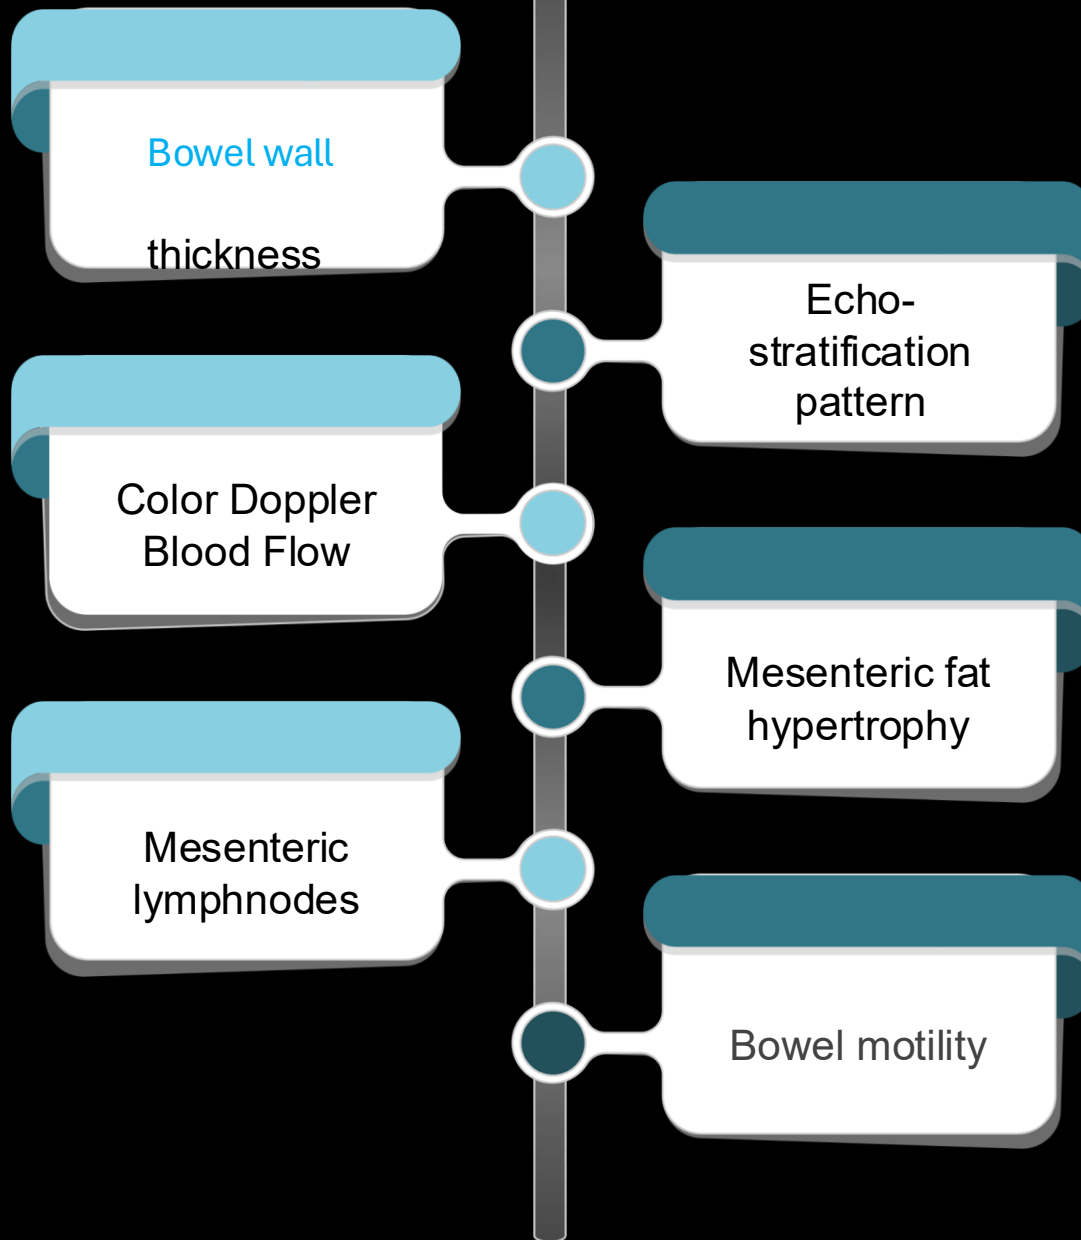 Bowel wall
thickness
Echo-
stratification
pattern
Color Doppler
Blood Flow
Mesenteric fat
hypertrophy
Mesenteric
lymphnodes
Bowel motility